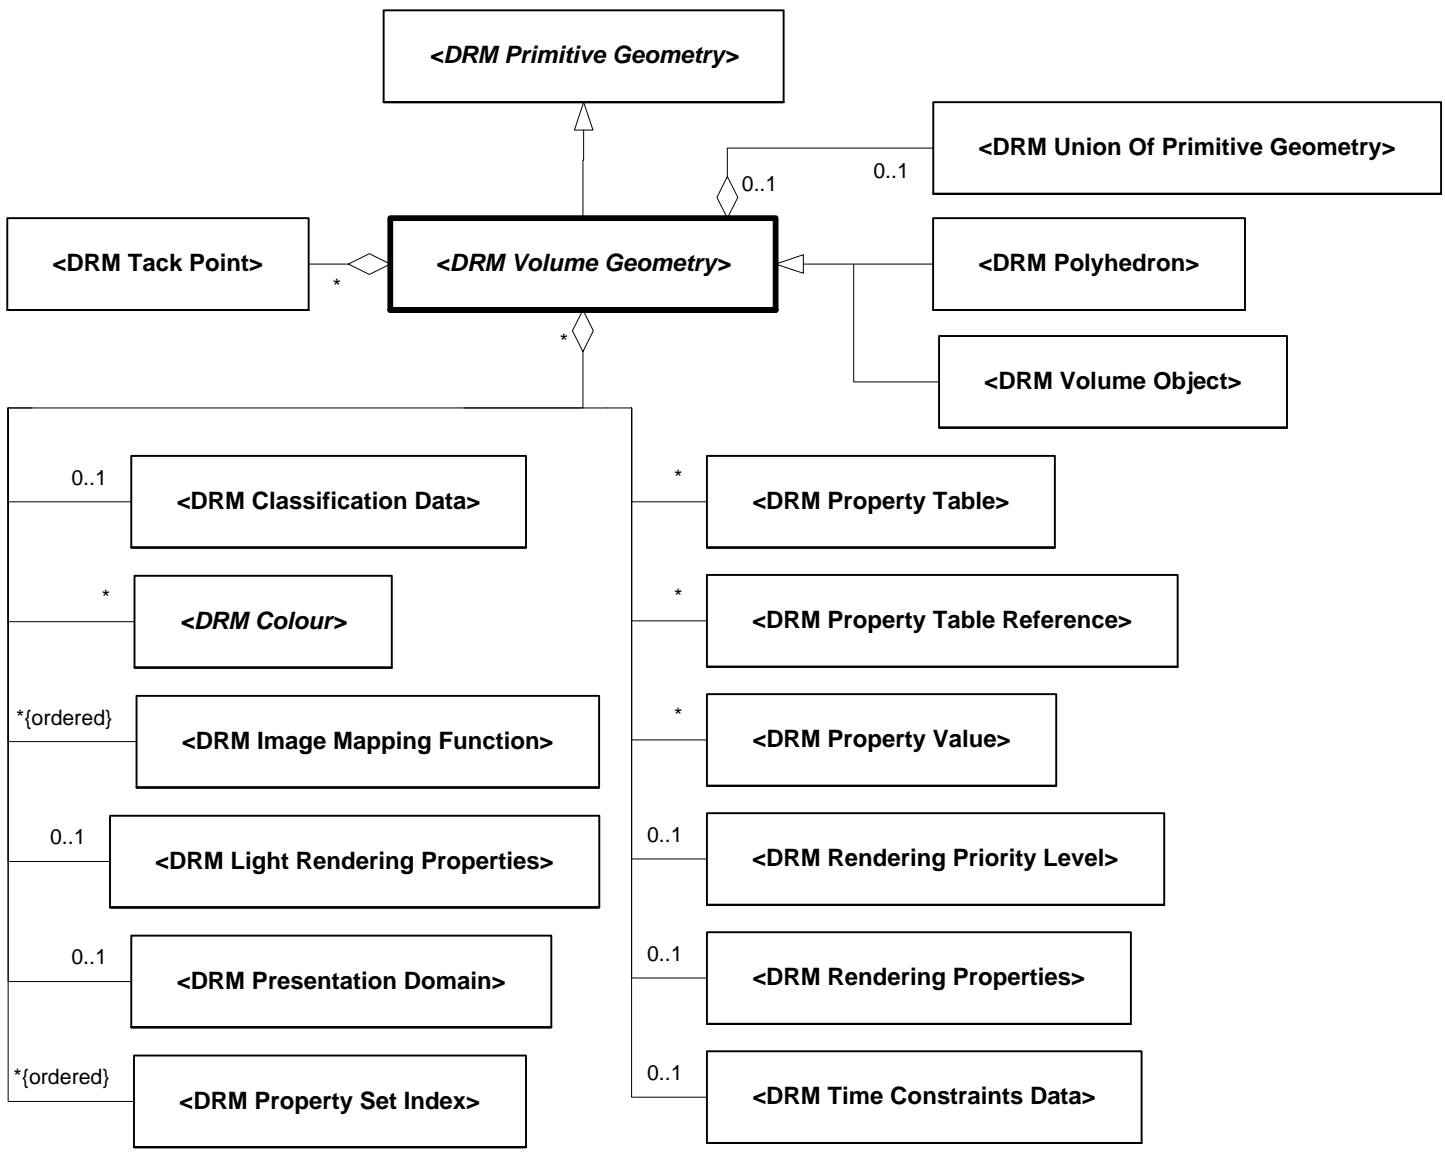 <DRM Primitive Geometry>
<DRM Union Of Primitive Geometry>
0..1
0..1
<DRM Tack Point>
*
<DRM Volume Geometry>
<DRM Polyhedron>
*
<DRM Volume Object>
0..1
<DRM Classification Data>
*
<DRM Property Table>
*
<DRM Colour>
*
<DRM Property Table Reference>
*{ordered}
<DRM Image Mapping Function>
*
<DRM Property Value>
0..1
<DRM Light Rendering Properties>
0..1
<DRM Rendering Priority Level>
0..1
<DRM Presentation Domain>
0..1
<DRM Rendering Properties>
*{ordered}
<DRM Property Set Index>
0..1
<DRM Time Constraints Data>